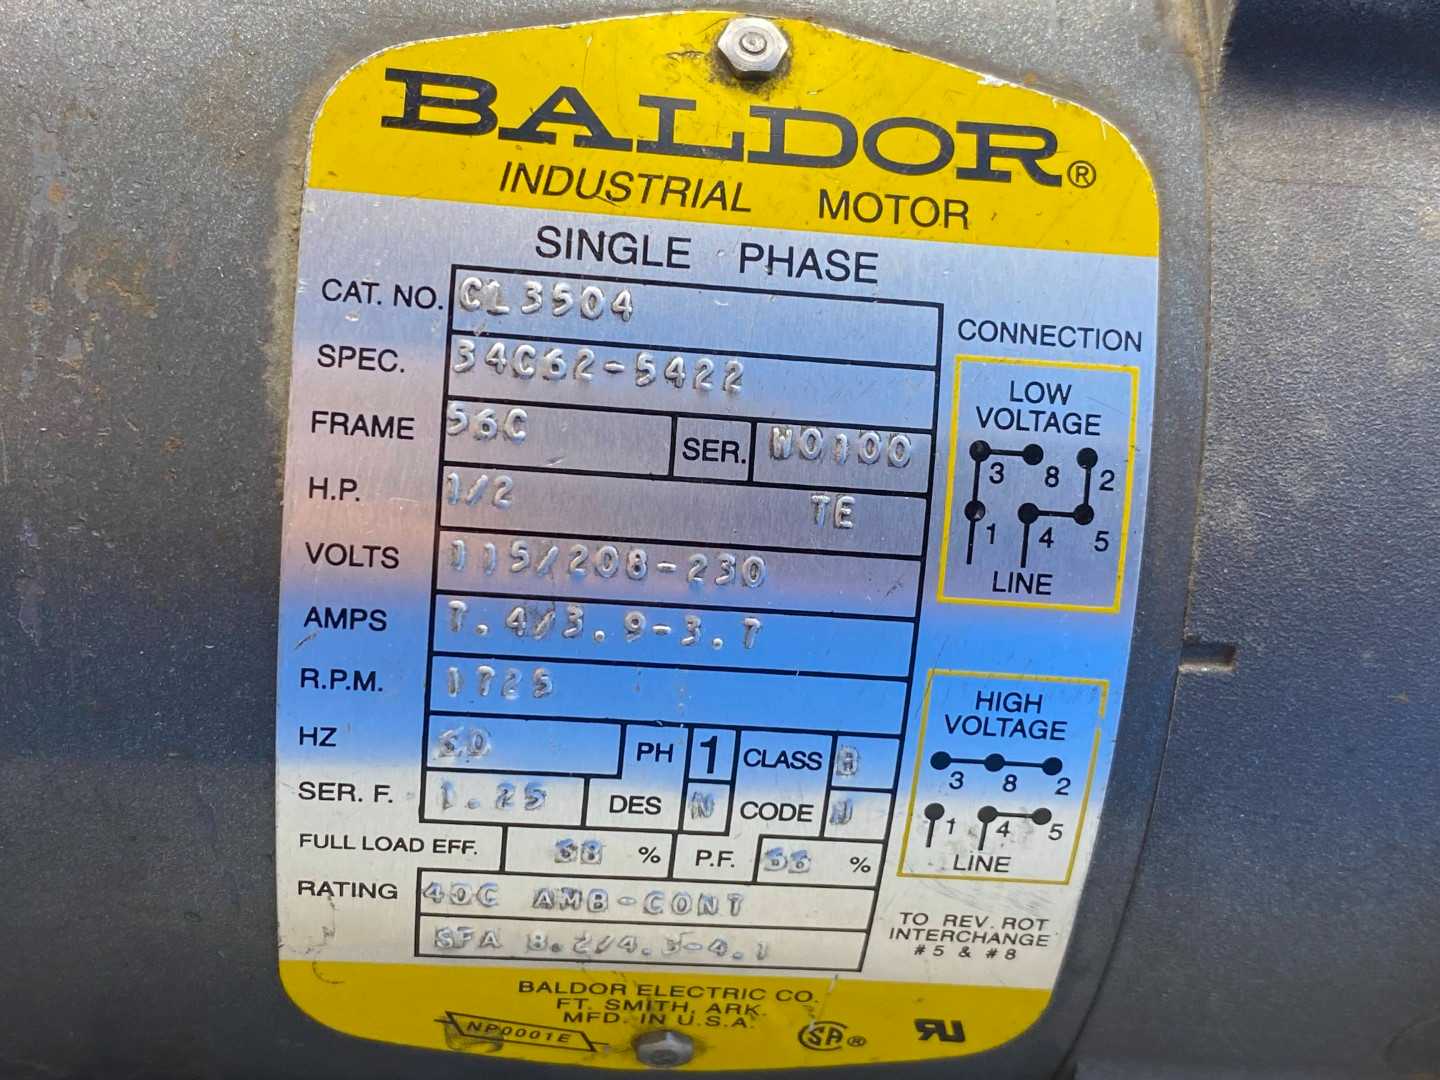 BALDOR®
INDUSTRIAL MOTOR
SINGLE PHASE
CAT. NO. CL3504
SPEC. 34C62-5422
FRAME 56C SER. W0100
H.P. 1/2 TE
VOLTS 115/208-230
AMPS 7.4/3.9-3.7
R.P.M. 1725
HZ 60 PH 1 CLASS B
SER. F. 1.25 DES N CODE
FULL LOAD EFF. 68 % P.F. %
RATING 40C AMB-CONT
SFA 8.2/4.3-4.1
CONNECTION
LOW
VOLTAGE
3 8 2
1 4 5
LINE
HIGH
VOLTAGE
3 8 2
1 4 5
LINE
TO REV. ROT
INTERCHANGE
#5 & #8
BALDOR ELECTRIC CO.
FT. SMITH, ARK.
MFD. IN U.S.A.
NP0001E
SA®